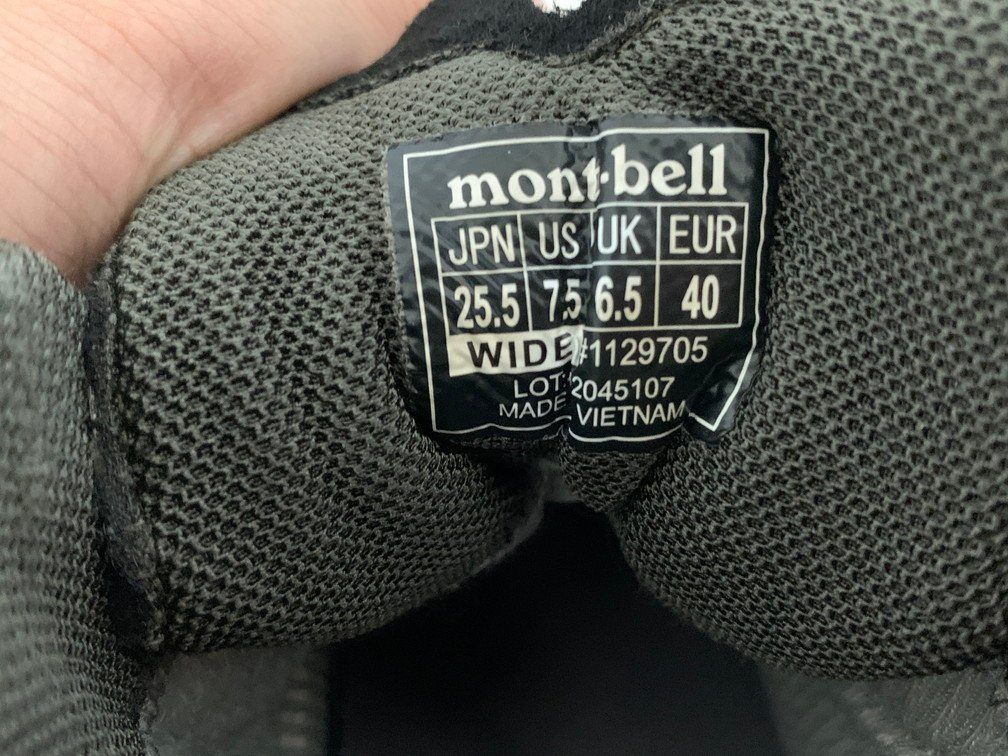 mont-bell
JPN US UK EUR
25.5 7.5 6.5 40
WIDE #1129705
LOT: 2045107
MADE VIETNAM